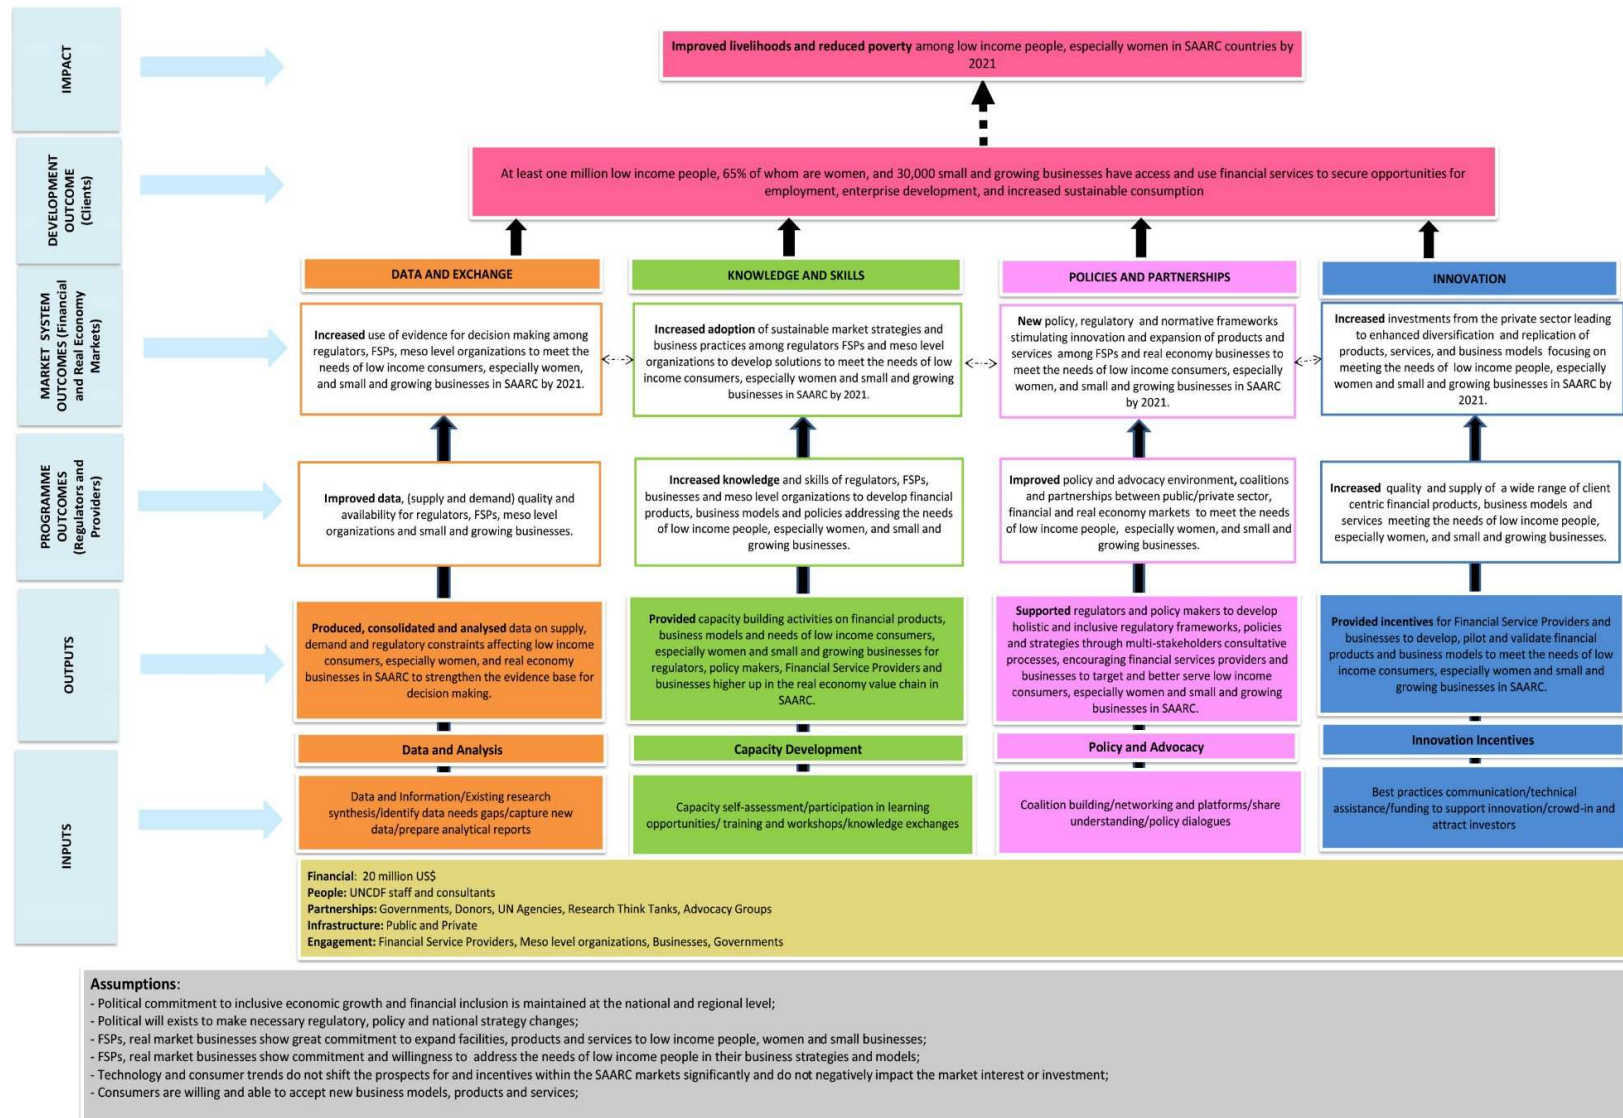 IMPACT
Improved livelihoods and reduced poverty among low income people, especially women in SAARC countries by
2021
DEVELOPMENT
OUTCOME
(Clients)
At least one million low income people, 65% of whom are women, and 30,000 small and growing businesses have access and use financial services to secure opportunities for
employment, enterprise development, and increased sustainable consumption
MARKET SYSTEM
OUTCOMES (Financial
and Real Economy
Markets)
DATA AND EXCHANGE
Increased use of evidence for decision making among
regulators, FSPs, meso level organizations to meet the
needs of low income consumers, especially women,
and small and growing businesses in SAARC by 2021.
KNOWLEDGE AND SKILLS
Increased adoption of sustainable market strategies and
business practices among regulators FSPs and meso level
organizations to develop solutions to meet the needs of low
income consumers, especially women and small and growing
businesses in SAARC by 2021.
POLICIES AND PARTNERSHIPS
New policy, regulatory and normative frameworks
stimulating innovation and expansion of products and
services among FSPs and real economy businesses to
meet the needs of low income consumers, especially
women, and small and growing businesses in SAARC
by 2021.
INNOVATION
Increased investments from the private sector leading
to enhanced diversification and replication of
products, services, and business models focusing on
meeting the needs of low income people, especially
women and small and growing businesses in SAARC by
2021.
PROGRAMME
OUTCOMES
(Regulators and
Providers)
Improved data, (supply and demand) quality and
availability for regulators, FSPs, meso level
organizations and small and growing businesses.
Increased knowledge and skills of regulators, FSPs,
businesses and meso level organizations to develop financial
products, business models and policies addressing the needs
of low income people, especially women, and small and
growing businesses.
Improved policy and advocacy environment, coalitions
and partnerships between public/private sector,
financial and real economy markets to meet the needs
of low income people, especially women, and small and
growing businesses.
Increased quality and supply of a wide range of client
centric financial products, business models and
services meeting the needs of low income people,
especially women, and small and growing businesses.
OUTPUTS
Produced, consolidated and analysed data on supply,
demand and regulatory constraints affecting low income
consumers, especially women, and real economy
businesses in SAARC to strengthen the evidence base for
decision making.
Provided capacity building activities on financial products,
business models and needs of low income consumers,
especially women and small and growing businesses for
regulators, policy makers, Financial Service Providers and
businesses higher up in the real economy value chain in
SAARC.
Supported regulators and policy makers to develop
holistic and inclusive regulatory frameworks, policies
and strategies through multi-stakeholders consultative
processes, encouraging financial services providers and
businesses to target and better serve low income
consumers, especially women and small and growing
businesses in SAARC.
Provided incentives for Financial Service Providers and
businesses to develop, pilot and validate financial
products and business models to meet the needs of low
income consumers, especially women and small and
growing businesses in SAARC.
INPUTS
Data and Analysis
Data and Information/Existing research
synthesis/identify data needs gaps/capture new
data/prepare analytical reports
Capacity Development
Capacity self-assessment/participation in learning
opportunities/ training and workshops/knowledge exchanges
Policy and Advocacy
Coalition building/networking and platforms/share
understanding/policy dialogues
Innovation Incentives
Best practices communication/technical
assistance/funding to support innovation/crowd-in and
attract investors
Financial: 20 million US$
People: UNCDF staff and consultants
Partnerships: Governments, Donors, UN Agencies, Research Think Tanks, Advocacy Groups
Infrastructure: Public and Private
Engagement: Financial Service Providers, Meso level organizations, Businesses, Governments
Assumptions:
- Political commitment to inclusive economic growth and financial inclusion is maintained at the national and regional level;
- Political will exists to make necessary regulatory, policy and national strategy changes;
- FSPs, real market businesses show great commitment to expand facilities, products and services to low income people, women and small businesses;
- FSPs, real market businesses show commitment and willingness to address the needs of low income people in their business strategies and models;
- Technology and consumer trends do not shift the prospects for and incentives within the SAARC markets significantly and do not negatively impact the market interest or investment;
- Consumers are willing and able to accept new business models, products and services;